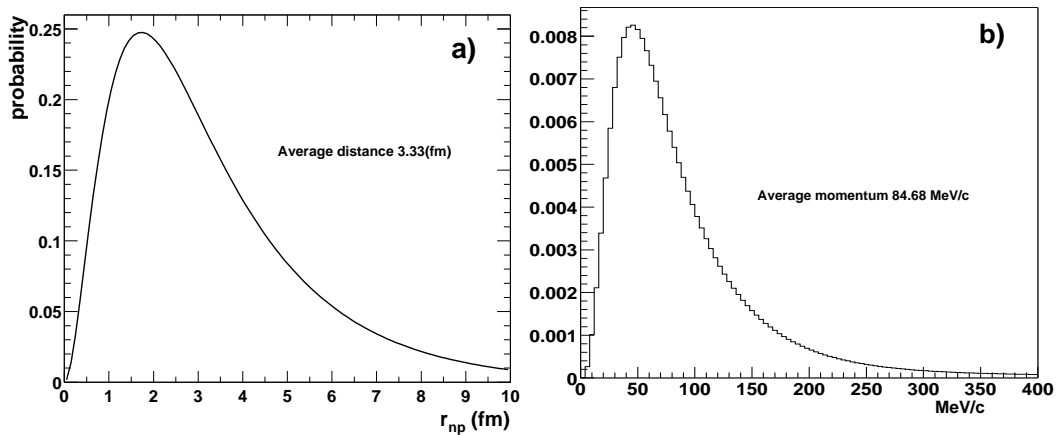 probability
0.25
0.2
0.15
0.1
0.05
0
a)
Average distance 3.33(fm)
0 1 2 3 4 5 6 7 8 9 10
r_np (fm)
0.008
0.007
0.006
0.005
0.004
0.003
0.002
0.001
0
b)
Average momentum 84.68 MeV/c
0 50 100 150 200 250 300 350 400
MeV/c